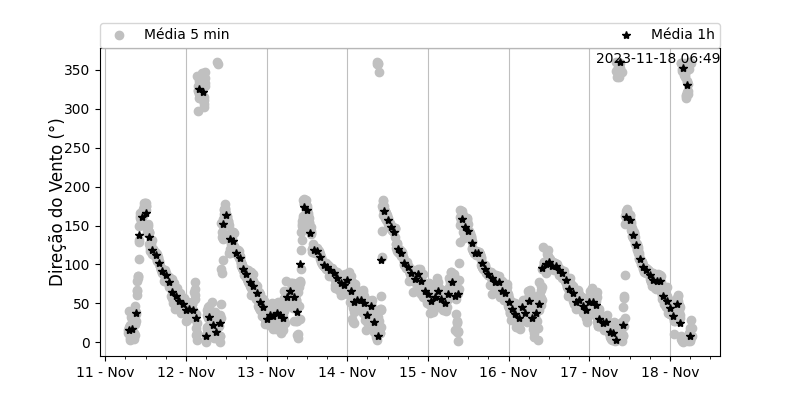 Média 5 min
Média 1h
2023-11-18 06:49
Direção do Vento (°)
350
300
250
200
150
100
50
0
11 - Nov
12 - Nov
13 - Nov
14 - Nov
15 - Nov
16 - Nov
17 - Nov
18 - Nov